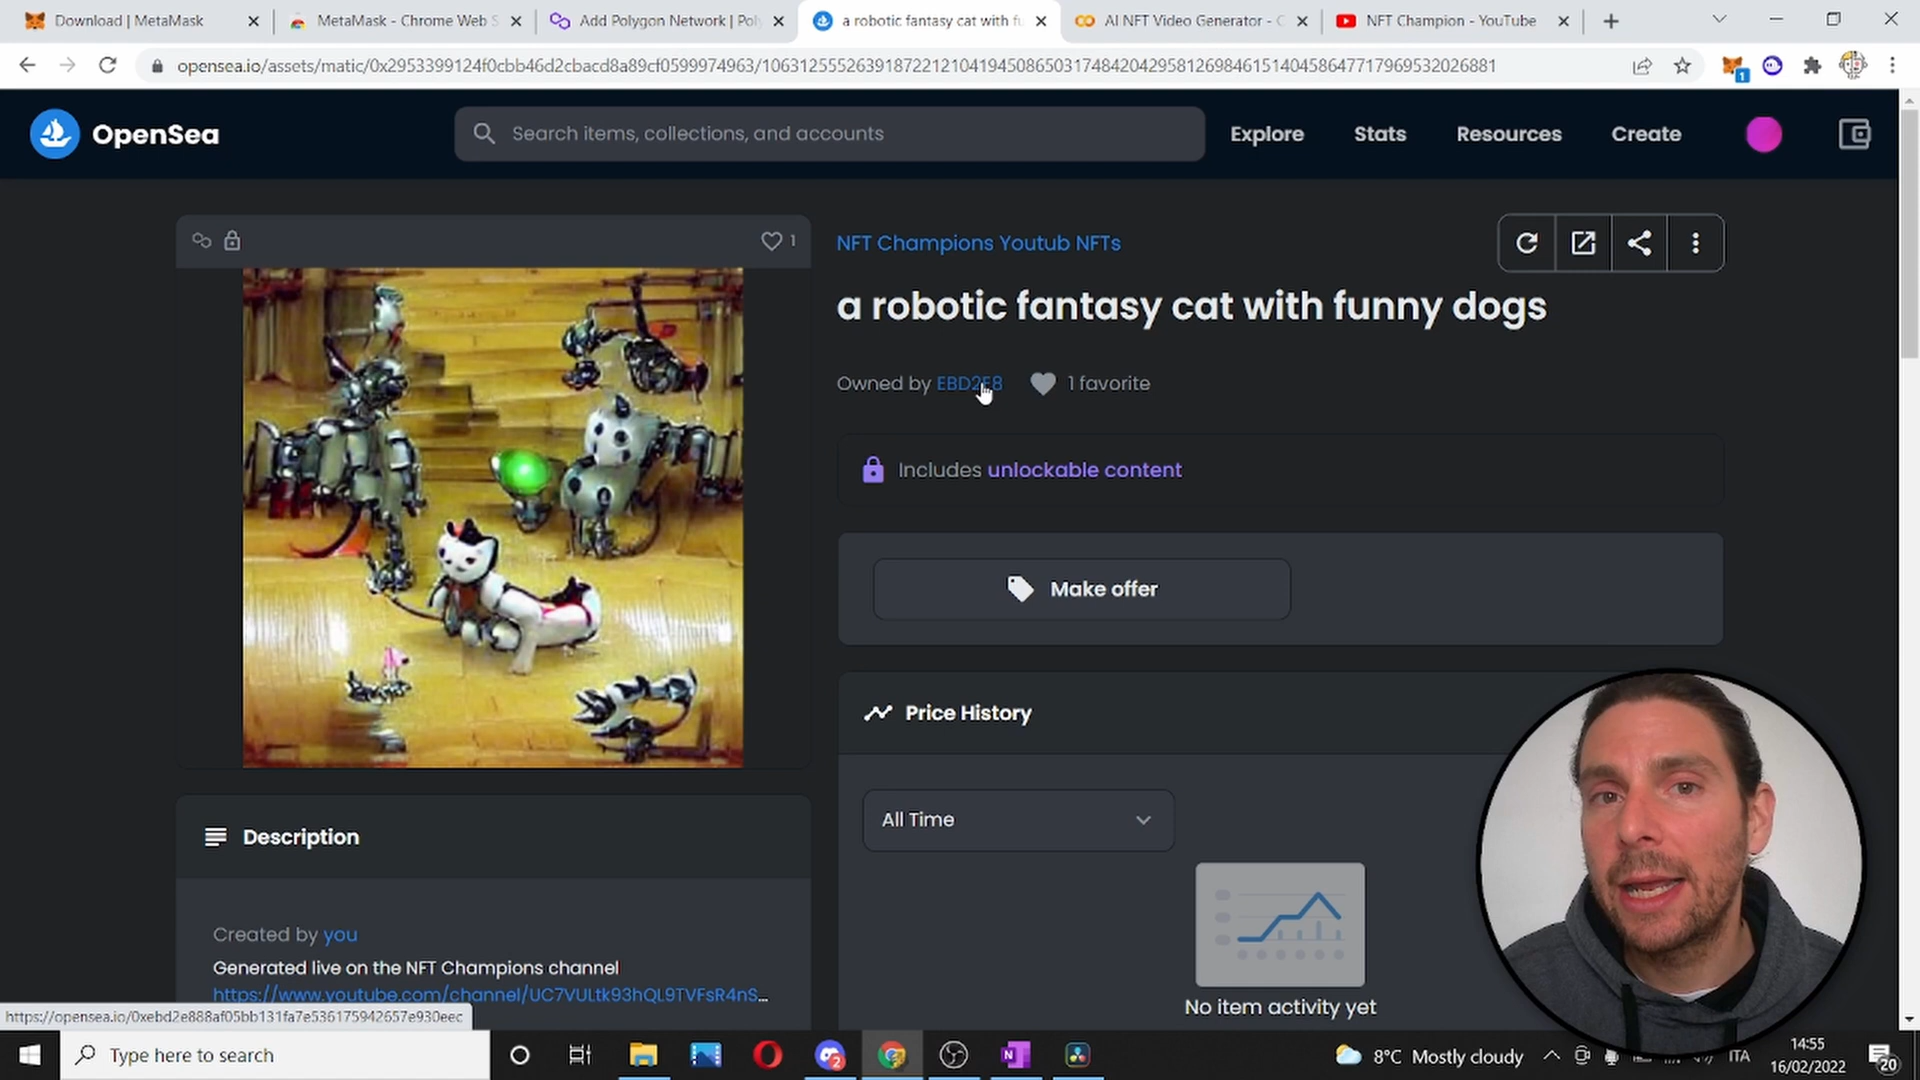 Download | MetaMask
MetaMask - Chrome Web S
Add Polygon Network | Pol
a robotic fantasy cat with fu
AI NFT Video Generator - C
NFT Champion - YouTube
opensea.io/assets/matic/0x2953399124f0cbb46d2cbacd8a89cf0599974963/106312555263918722121041945086503174842042958126984615140458647717969532026881
1
OpenSea
Search items, collections, and accounts
Explore
Stats
Resources
Create
1
NFT Champions Youtub NFTs
a robotic fantasy cat with funny dogs
Owned by EBD2E8
1 favorite
Includes unlockable content
Make offer
Price History
All Time
No item activity yet
Description
Created by you
Generated live on the NFT Champions channel
https://www.youtube.com/channel/UC7VULtk93hQL9TVFsR4nS...
https://opensea.io/0xebd2e888af05bb131fa7e536175942657e930eec
Type here to search
2
N
8°C Mostly cloudy
ITA
14:55
16/02/2022
20